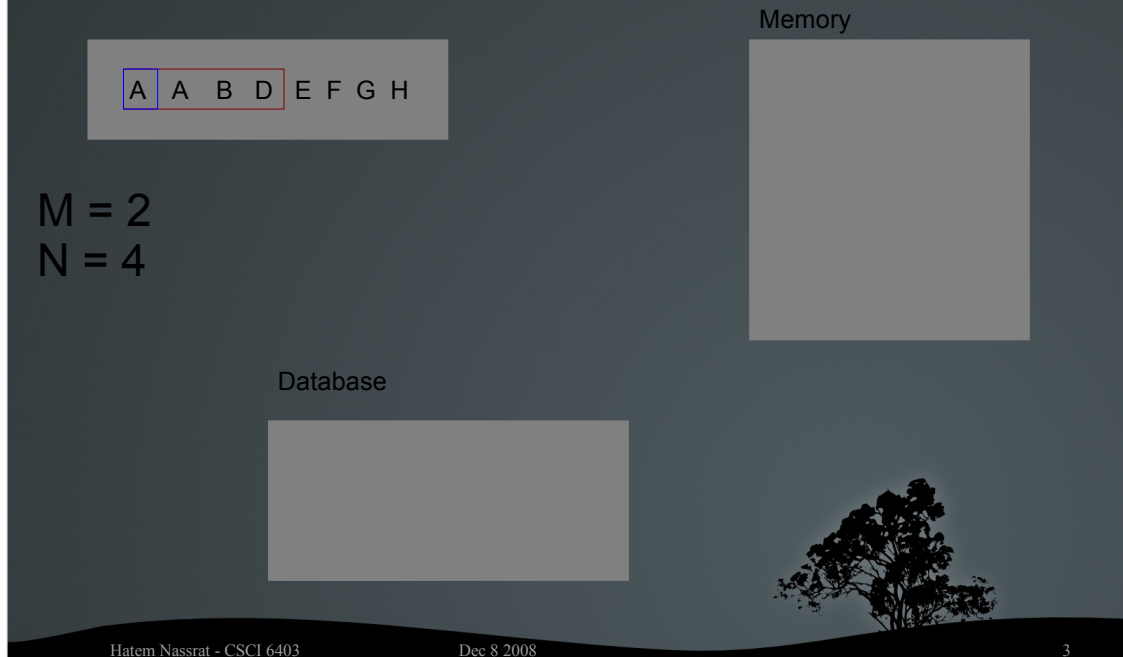 Memory
A A B D E F G H
M = 2
N = 4
Database
Hatem Nassrat - CSCI 6403 Dec 8 2008 3